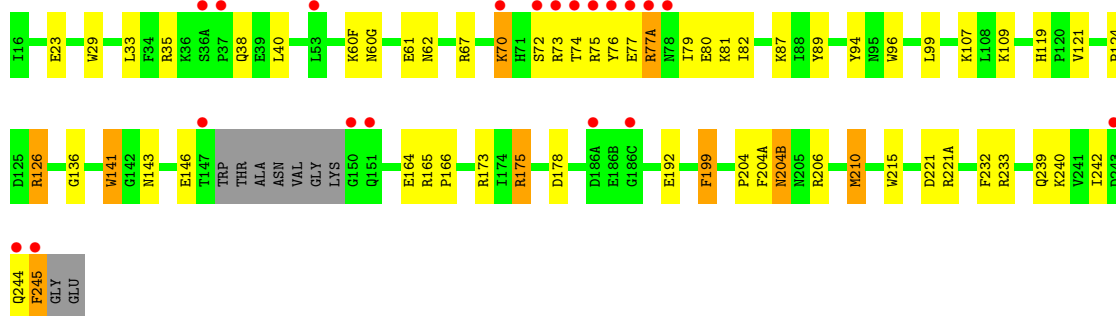 I16 E23 W29 L33 F34 R35 K36 S36A P37 Q38 E39 L40 L53 K60F N60G E61 N62 R67 K70 H71 S72 R73 T74 R75 Y76 E77 R77A N78 I79 E80 K81 I82 K87 I88 Y89 Y94 N95 W96 L99 K107 L108 K109 H119 P120 V121
D125 R126 G136 W141 G142 N143 E146 T147 TRP THR ALA ASN VAL GLY LYS G150 Q151 E164 R165 P166 R173 I174 R175 D178 D186A E186B G186C E192 F199 P204 F204A N204B N205 R206 M210 W215 D221 R221A F232 R233 Q239 K240 V241 I242 D243
Q244 F245 GLY GLU